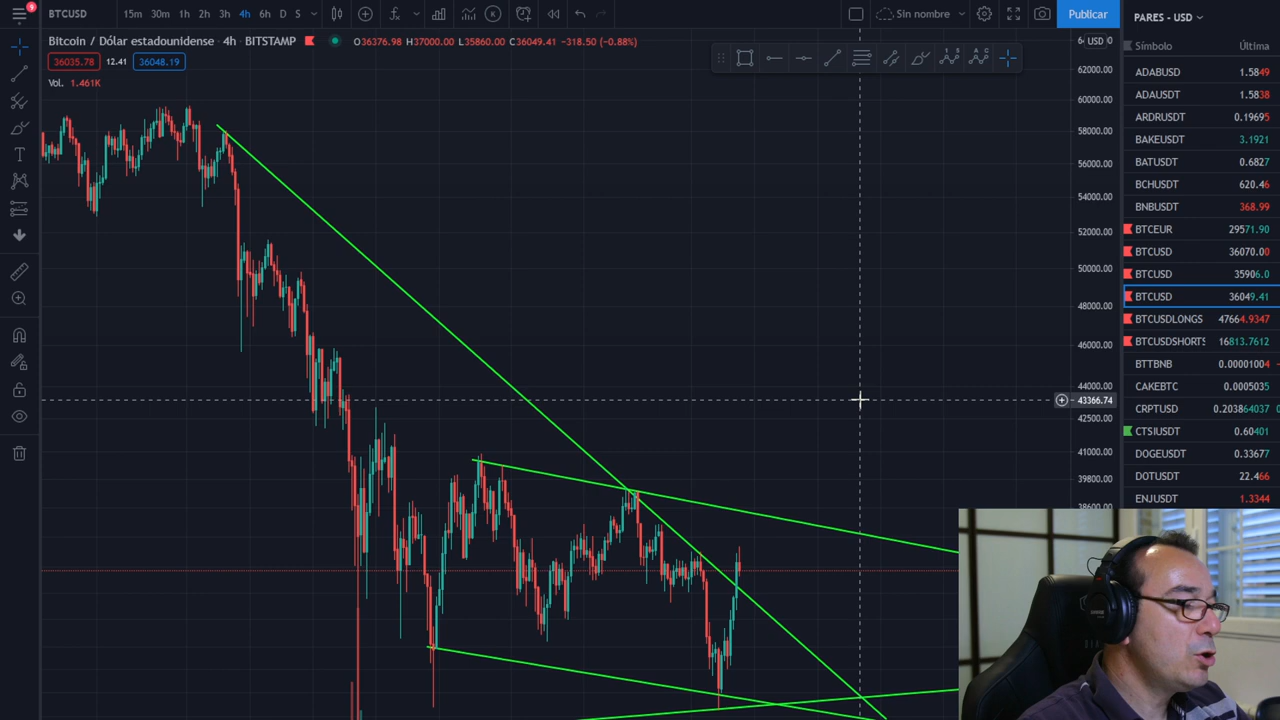 9
BTCUSD
15m 30m 1h 2h 3h 4h 6h D S
Sin nombre
Publicar
Bitcoin / Dólar estadounidense · 4h · BITSTAMP
O36376.98 H37000.00 L35860.00 C36049.41 -318.50 (-0.88%)
36035.78 12.41 36048.19
Vol. 1.461K
USD
62000.00
60000.00
58000.00
56000.00
54000.00
52000.00
50000.00
48000.00
46000.00
44000.00
43366.74
42500.00
41000.00
39800.00
38600.00
PARES - USD
Símbolo Última
ADABUSD 1.5849
ADAUSDT 1.5838
ARDRUSDT 0.19695
BAKEUSDT 3.1921
BATUSDT 0.6827
BCHUSDT 620.46
BNBUSDT 368.99
BTCEUR 29571.90
BTCUSD 36070.00
BTCUSD 35906.0
BTCUSD 36049.41
BTCUSDLONGS 47664.9347
BTCUSDSHORTS 16813.7612
BTTBNB 0.0001004
CAKEBTC 0.0005035
CRPTUSD 0.203864037
CTSIUSDT 0.60401
DOGEUSDT 0.33677
DOTUSDT 22.466
ENJUSDT 1.3344